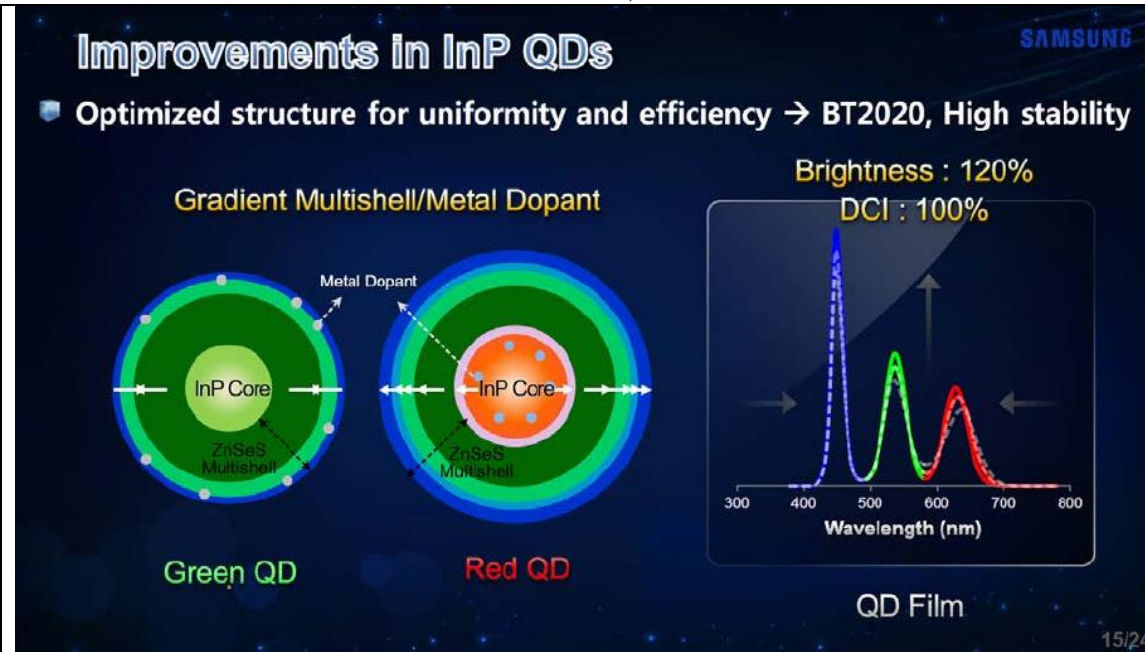 Improvements in InP QDs
SAMSUNG
Optimized structure for uniformity and efficiency → BT2020, High stability
Gradient Multishell/Metal Dopant
Brightness : 120%
DCI : 100%
Metal Dopant
InP Core
InP Core
ZnSeS
Multishell
ZnSeS
Multishell
300 400 500 600 700 800
Wavelength (nm)
Green QD
Red QD
QD Film
15/24